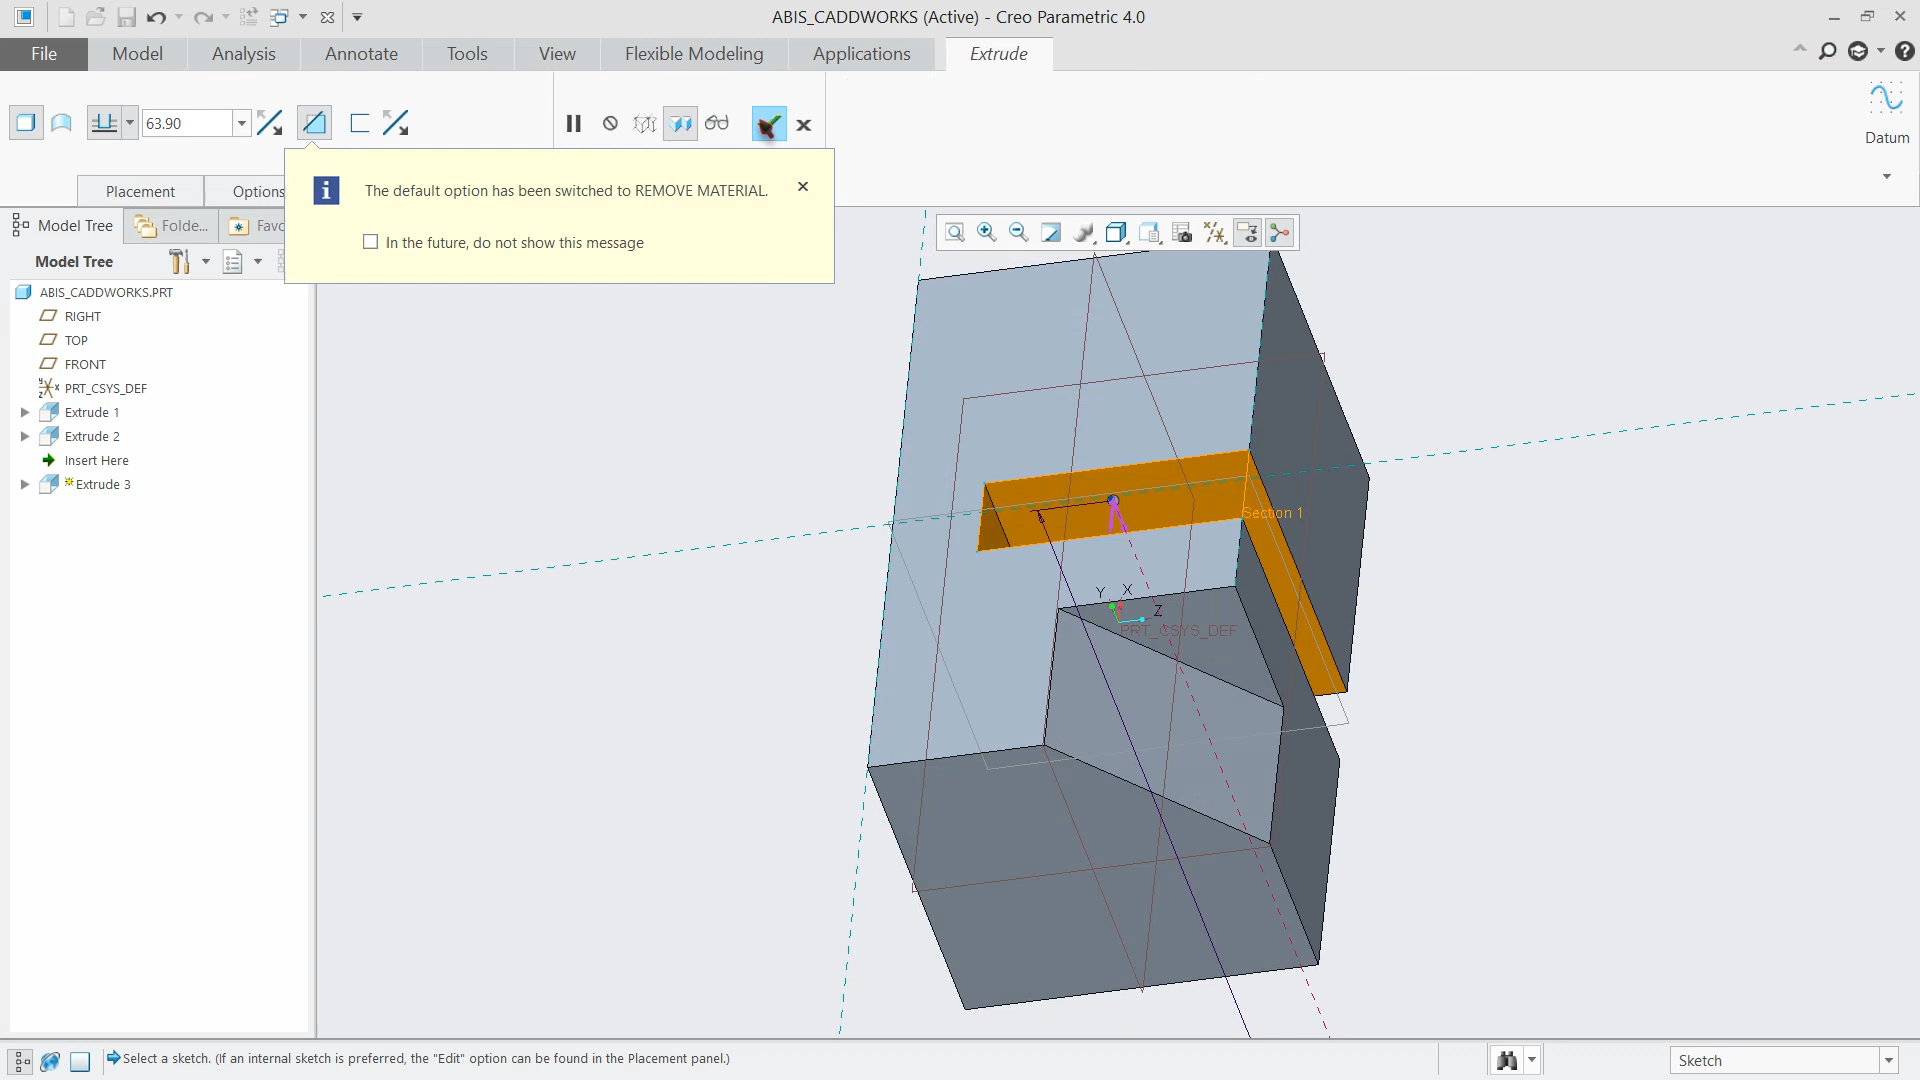 ABIS_CADDWORKS (Active) - Creo Parametric 4.0
File
Model
Analysis
Annotate
Tools
View
Flexible Modeling
Applications
Extrude
63.90
Datum
Placement
Options
The default option has been switched to REMOVE MATERIAL.
In the future, do not show this message
Model Tree
Folde...
Favo
Model Tree
ABIS_CADDWORKS.PRT
RIGHT
TOP
FRONT
PRT_CSYS_DEF
Extrude 1
Extrude 2
Insert Here
Extrude 3
Section 1
Y
X
Z
PRT_CSYS_DEF
Select a sketch. (If an internal sketch is preferred, the "Edit" option can be found in the Placement panel.)
Sketch